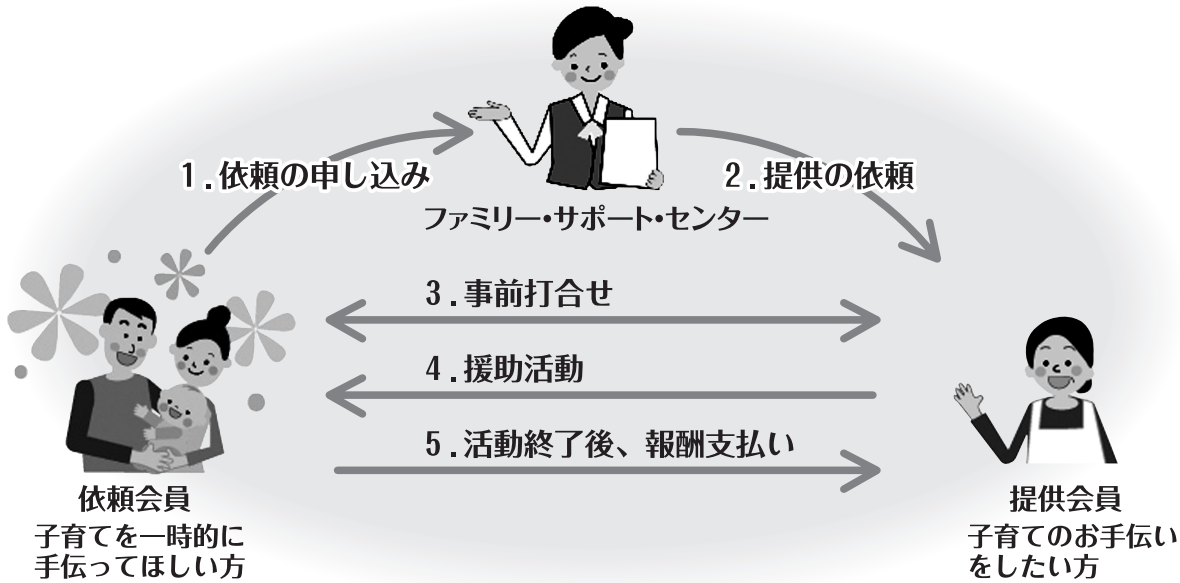 1.依頼の申し込み
2.提供の依頼
ファミリー・サポート・センター
3.事前打合せ
4.援助活動
5.活動終了後、報酬支払い
依頼会員
子育てを一時的に
手伝ってほしい方
提供会員
子育てのお手伝い
をしたい方